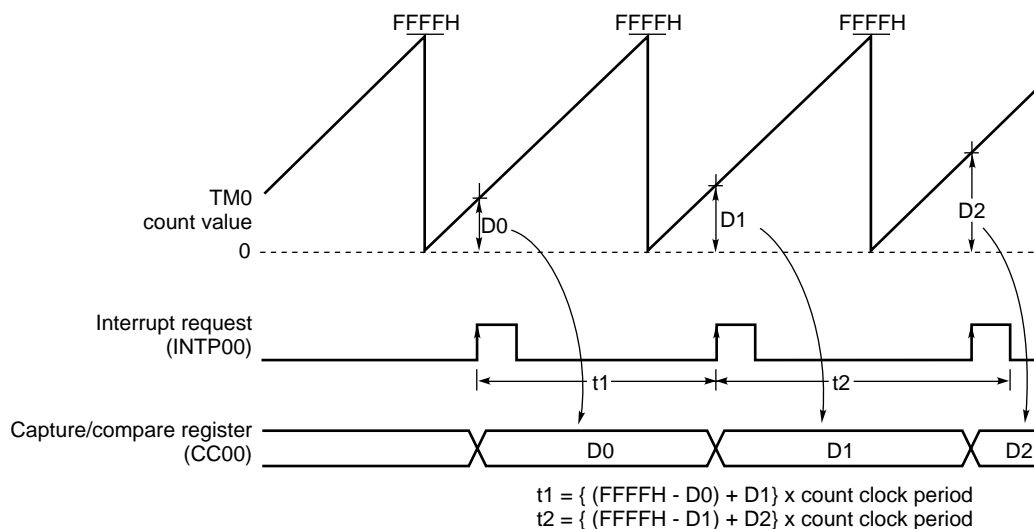 FFFFH FFFFH FFFFH
TM0
count value
D0 D1 D2
0
Interrupt request
(INTP00)
t1 t2
Capture/compare register
(CC00)
D0 D1 D2
t1 = { (FFFFH - D0) + D1} x count clock period
t2 = { (FFFFH - D1) + D2} x count clock period